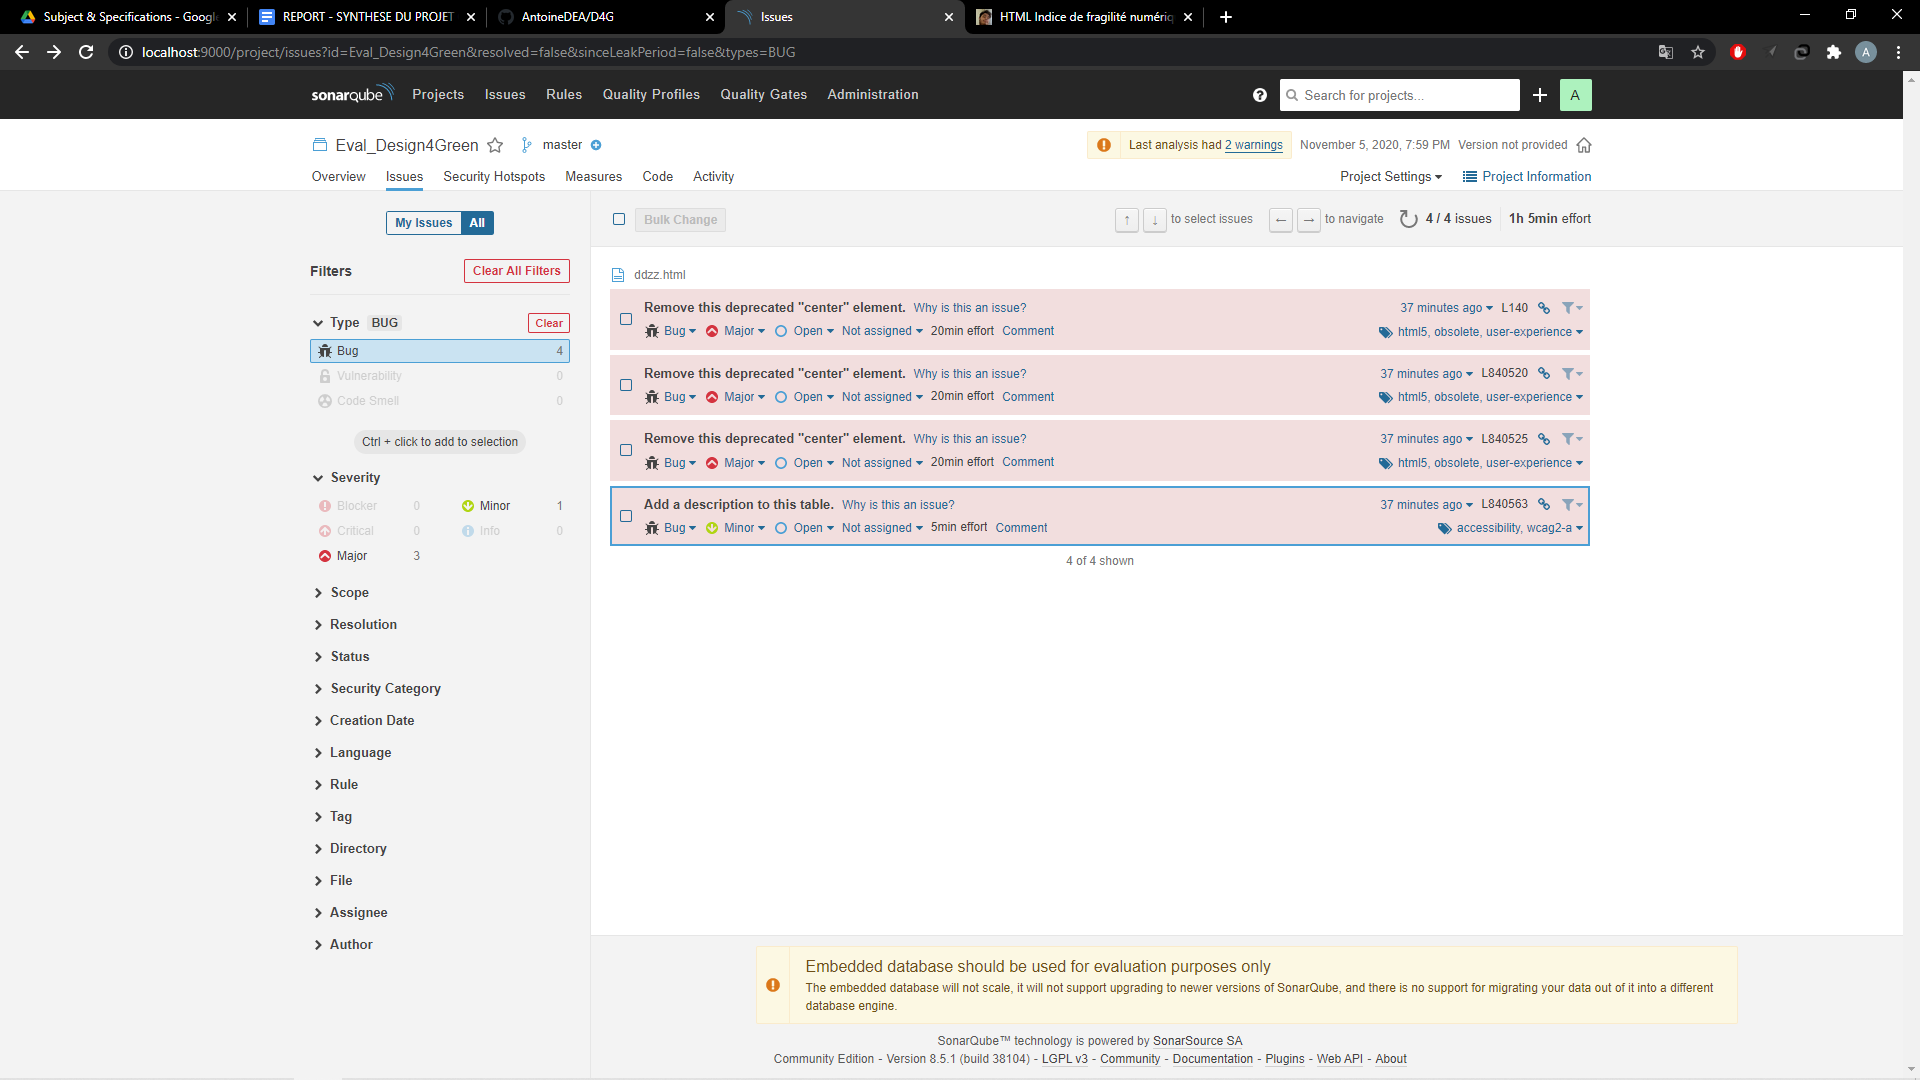 Subject & Specifications - Googl
REPORT - SYNTHESE DU PROJET
AntoineDEA/D4G
Issues
HTML Indice de fragilité numériq
localhost:9000/project/issues?id=Eval_Design4Green&resolved=false&sinceLeakPeriod=false&types=BUG
A
sonarqube Projects Issues Rules Quality Profiles Quality Gates Administration
Search for projects...
A
Eval_Design4Green master
Last analysis had 2 warnings November 5, 2020, 7:59 PM Version not provided
Overview Issues Security Hotspots Measures Code Activity
Project Settings Project Information
My Issues All
Bulk Change
↑ ↓ to select issues ← → to navigate 4 / 4 issues 1h 5min effort
Filters Clear All Filters
Type BUG Clear
Bug 4
Vulnerability 0
Code Smell 0
Ctrl + click to add to selection
Severity
Blocker 0 Minor 1
Critical 0 Info 0
Major 3
Scope
Resolution
Status
Security Category
Creation Date
Language
Rule
Tag
Directory
File
Assignee
Author
ddzz.html
Remove this deprecated "center" element. Why is this an issue? 37 minutes ago L140
Bug Major Open Not assigned 20min effort Comment html5, obsolete, user-experience
Remove this deprecated "center" element. Why is this an issue? 37 minutes ago L840520
Bug Major Open Not assigned 20min effort Comment html5, obsolete, user-experience
Remove this deprecated "center" element. Why is this an issue? 37 minutes ago L840525
Bug Major Open Not assigned 20min effort Comment html5, obsolete, user-experience
Add a description to this table. Why is this an issue? 37 minutes ago L840563
Bug Minor Open Not assigned 5min effort Comment accessibility, wcag2-a
4 of 4 shown
Embedded database should be used for evaluation purposes only
The embedded database will not scale, it will not support upgrading to newer versions of SonarQube, and there is no support for migrating your data out of it into a different
database engine.
SonarQube™ technology is powered by SonarSource SA
Community Edition - Version 8.5.1 (build 38104) - LGPL v3 - Community - Documentation - Plugins - Web API - About